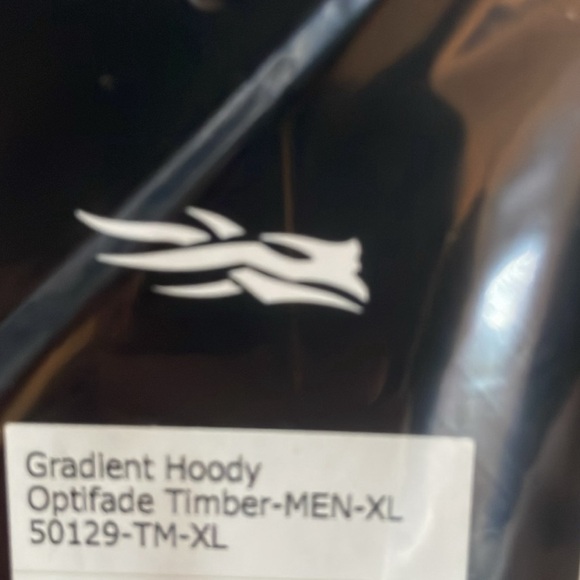 Gradient Hoody
Optifade Timber-MEN-XL
50129-TM-XL